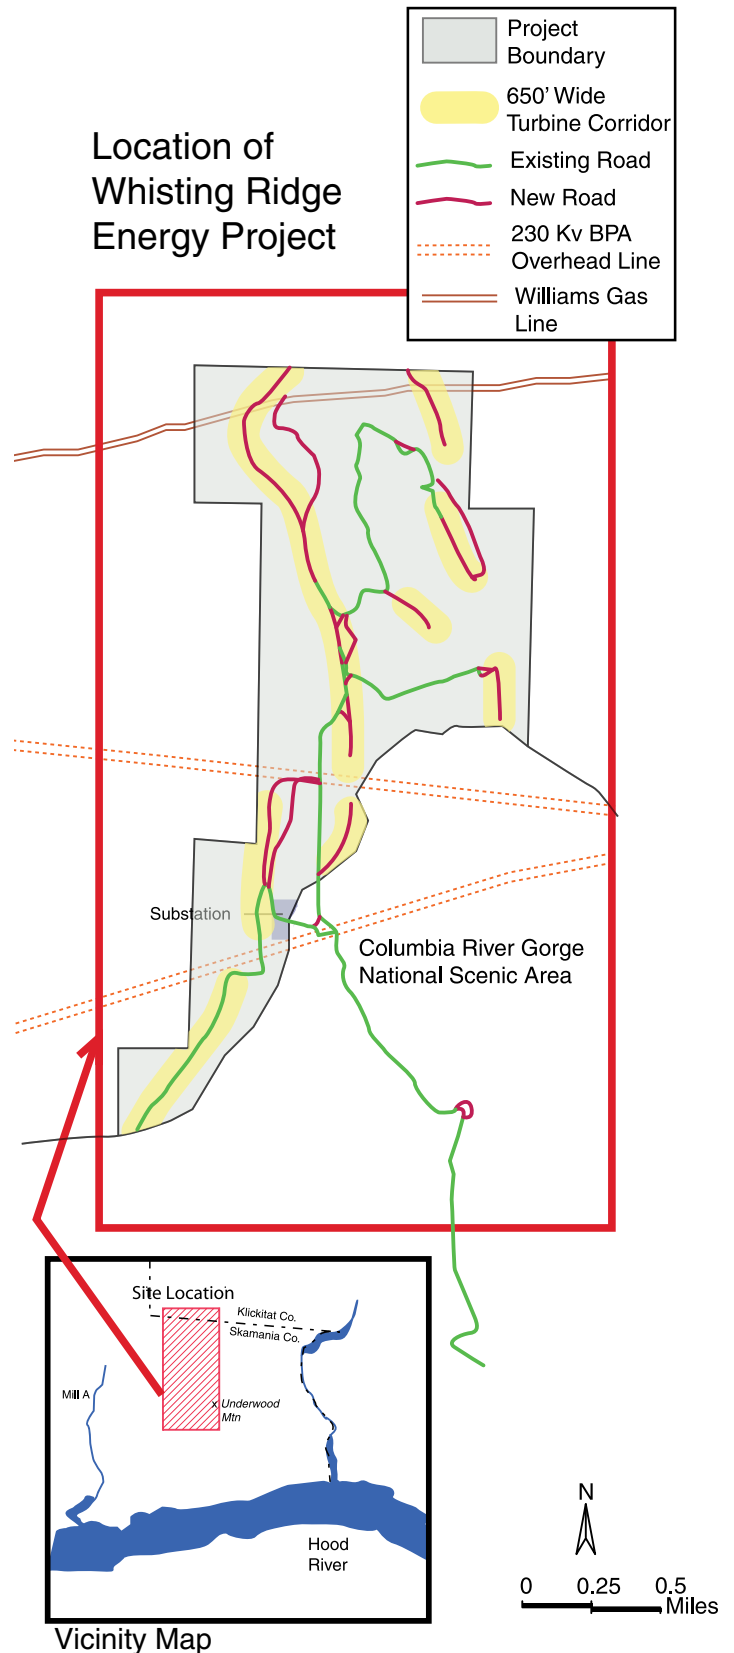 Project
Boundary
650' Wide
Turbine Corridor
Existing Road
New Road
230 Kv BPA
Overhead Line
Williams Gas
Line
Location of
Whisting Ridge
Energy Project
Substation
Columbia River Gorge
National Scenic Area
Site Location
Klickitat Co.
Skamania Co.
Mill A
x Underwood
Mtn
Hood
River
N
0 0.25 0.5
Miles
Vicinity Map